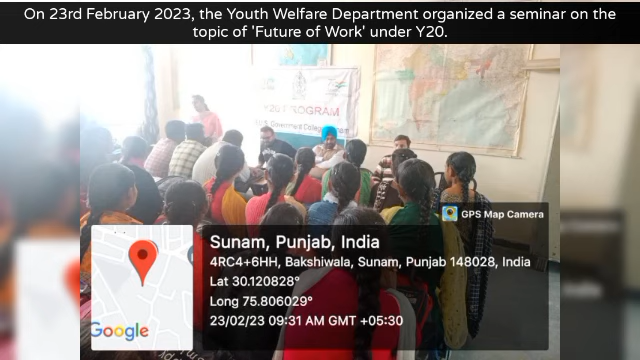 On 23rd February 2023, the Youth Welfare Department organized a seminar on the
topic of 'Future of Work' under Y20.
Y20 PROGRAM
Government College
GPS Map Camera
Sunam, Punjab, India
4RC4+6HH, Bakshiwala, Sunam, Punjab 148028, India
Lat 30.120828°
Long 75.806029°
23/02/23 09:31 AM GMT +05:30
Google